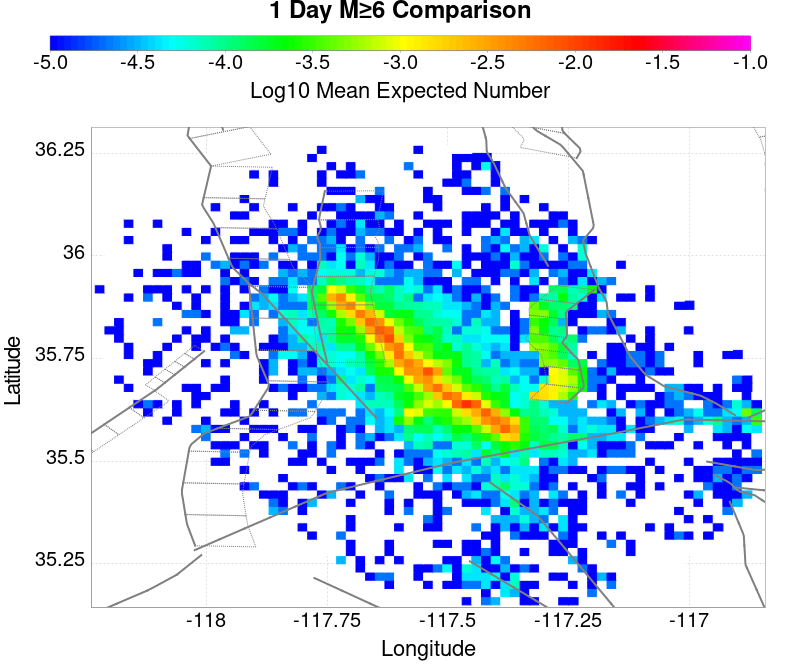 1 Day M≥6 Comparison
-5.0 -4.5 -4.0 -3.5 -3.0 -2.5 -2.0 -1.5 -1.0
Log10 Mean Expected Number
36.25
36
35.75
35.5
35.25
Latitude
-118 -117.75 -117.5 -117.25 -117
Longitude